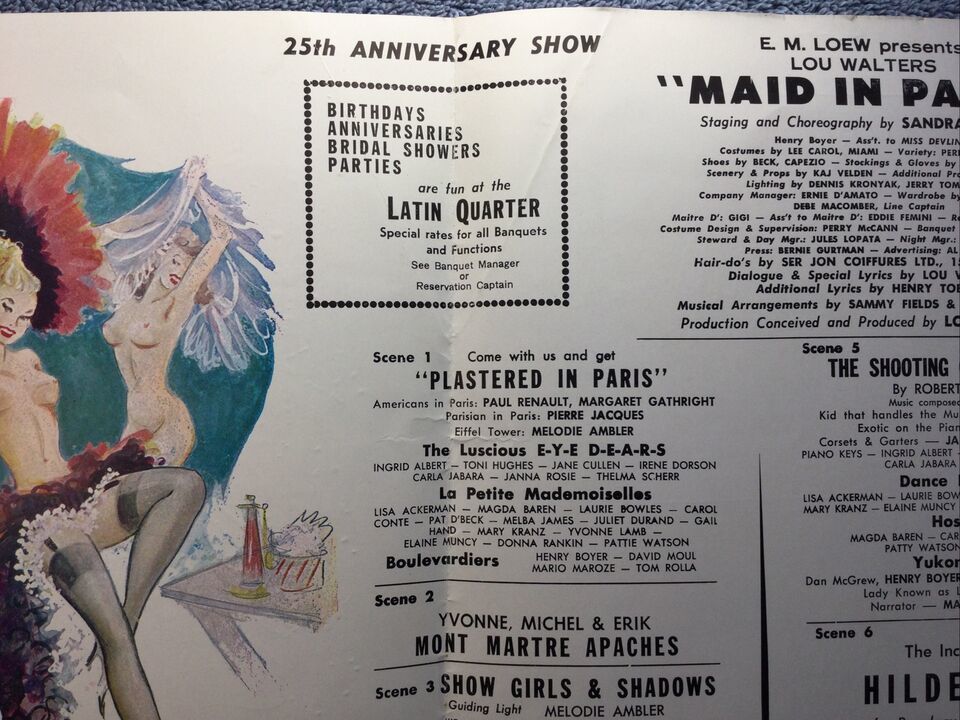 25th ANNIVERSARY SHOW
BIRTHDAYS
ANNIVERSARIES
BRIDAL SHOWERS
PARTIES
are fun at the
LATIN QUARTER
Special rates for all Banquets
and Functions
See Banquet Manager
or
Reservation Captain
Scene 1 Come with us and get
"PLASTERED IN PARIS"
Americans in Paris: PAUL RENAULT, MARGARET GATHRIGHT
Parisian in Paris: PIERRE JACQUES
Eiffel Tower: MELODIE AMBLER
The Luscious E-Y-E D-E-A-R-S
INGRID ALBERT — TONI HUGHES — JANE CULLEN — IRENE DORSON
CARLA JABARA — JANNA ROSIE — THELMA SCHERR
La Petite Mademoiselles
LISA ACKERMAN — MAGDA BAREN — LAURIE BOWLES — CAROL
CONTE — PAT D'BECK — MELBA JAMES — JULIET DURAND — GAIL
HAND — MARY KRANZ — YVONNE LAMB —
ELAINE MUNCY — DONNA RANKIN — PATTIE WATSON
Boulevardiers HENRY BOYER — DAVID MOUL
MARIO MAROZE — TOM ROLLA
Scene 2
YVONNE, MICHEL & ERIK
MONT MARTRE APACHES
Scene 3 SHOW GIRLS & SHADOWS
Guiding Light MELODIE AMBLER
E. M. LOEW presents
LOU WALTERS
"MAID IN PA
Staging and Choreography by SANDRA
Henry Boyer — Ass't. to MISS DEVLIN
Costumes by LEE CAROL, MIAMI — Variety: PER
Shoes by BECK, CAPEZIO — Stockings & Gloves by
Scenery & Props by KAJ VELDEN — Additional Pro
Lighting by DENNIS KRONYAK, JERRY TOM
Company Manager: ERNIE D'AMATO — Wardrobe by
DEBE MACOMBER, Line Captain
Maitre D': GIGI — Ass't to Maitre D': EDDIE FEMINI — Re
Costume Design & Supervision: PERRY McCANN — Banquet
Steward & Day Mgr.: JULES LOPATA — Night Mgr.:
Press: BERNIE GURTMAN — Advertising: AL
Hair-do's by SER JON COIFFURES LTD., 15
Dialogue & Special Lyrics by LOU W
Additional Lyrics by HENRY TOB
Musical Arrangements by SAMMY FIELDS &
Production Conceived and Produced by LO
Scene 5
THE SHOOTING
By ROBERT
Music composed
Kid that handles the Mu
Exotic on the Pian
Corsets & Garters — JA
PIANO KEYS — INGRID ALBERT —
CARLA JABARA
Dance
LISA ACKERMAN — LAURIE BOW
MARY KRANZ — ELAINE MUNCY
Hos
MAGDA BAREN — CAR
PATTY WATSON
Yukon
Dan McGrew, HENRY BOYER
Lady Known as L
Narrator — MA
Scene 6
The Inc
HILDE